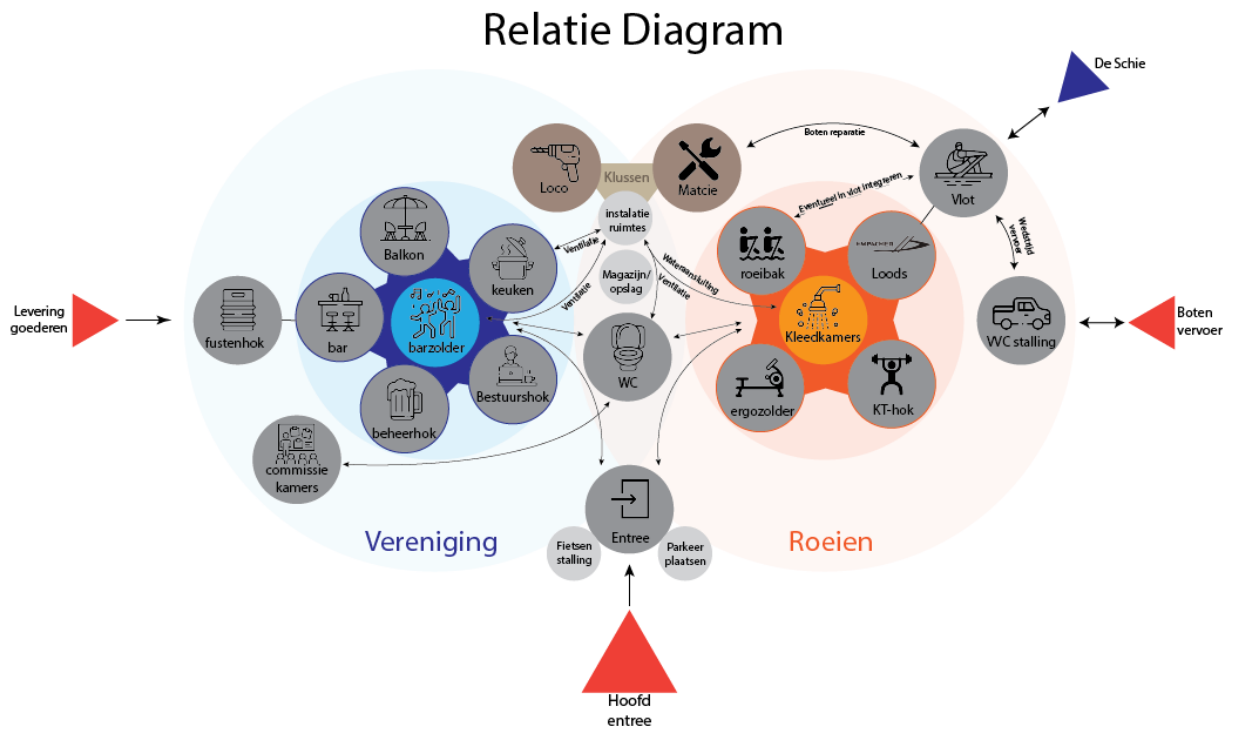 Relatie Diagram
De Schie
Boten reparatie
Loco
Klussen
Matcie
Vlot
Eventueel in vlot integreren
Wedstrijd
vervoer
instalatie
ruimtes
Balkon
keuken
Ventilatie
Ventilatie
Wateraansluiting
Ventilatie
Magazijn/
opslag
roeibak
EMPACHER
Loods
Levering
goederen
fustenhok
bar
barzolder
Kleedkamers
VVC stalling
Boten
vervoer
WC
beheerhok
Bestuurshok
ergozolder
KT-hok
commissie
kamers
Vereniging
Entree
Roeien
Fietsen
stalling
Parkeer
plaatsen
Hoofd
entree